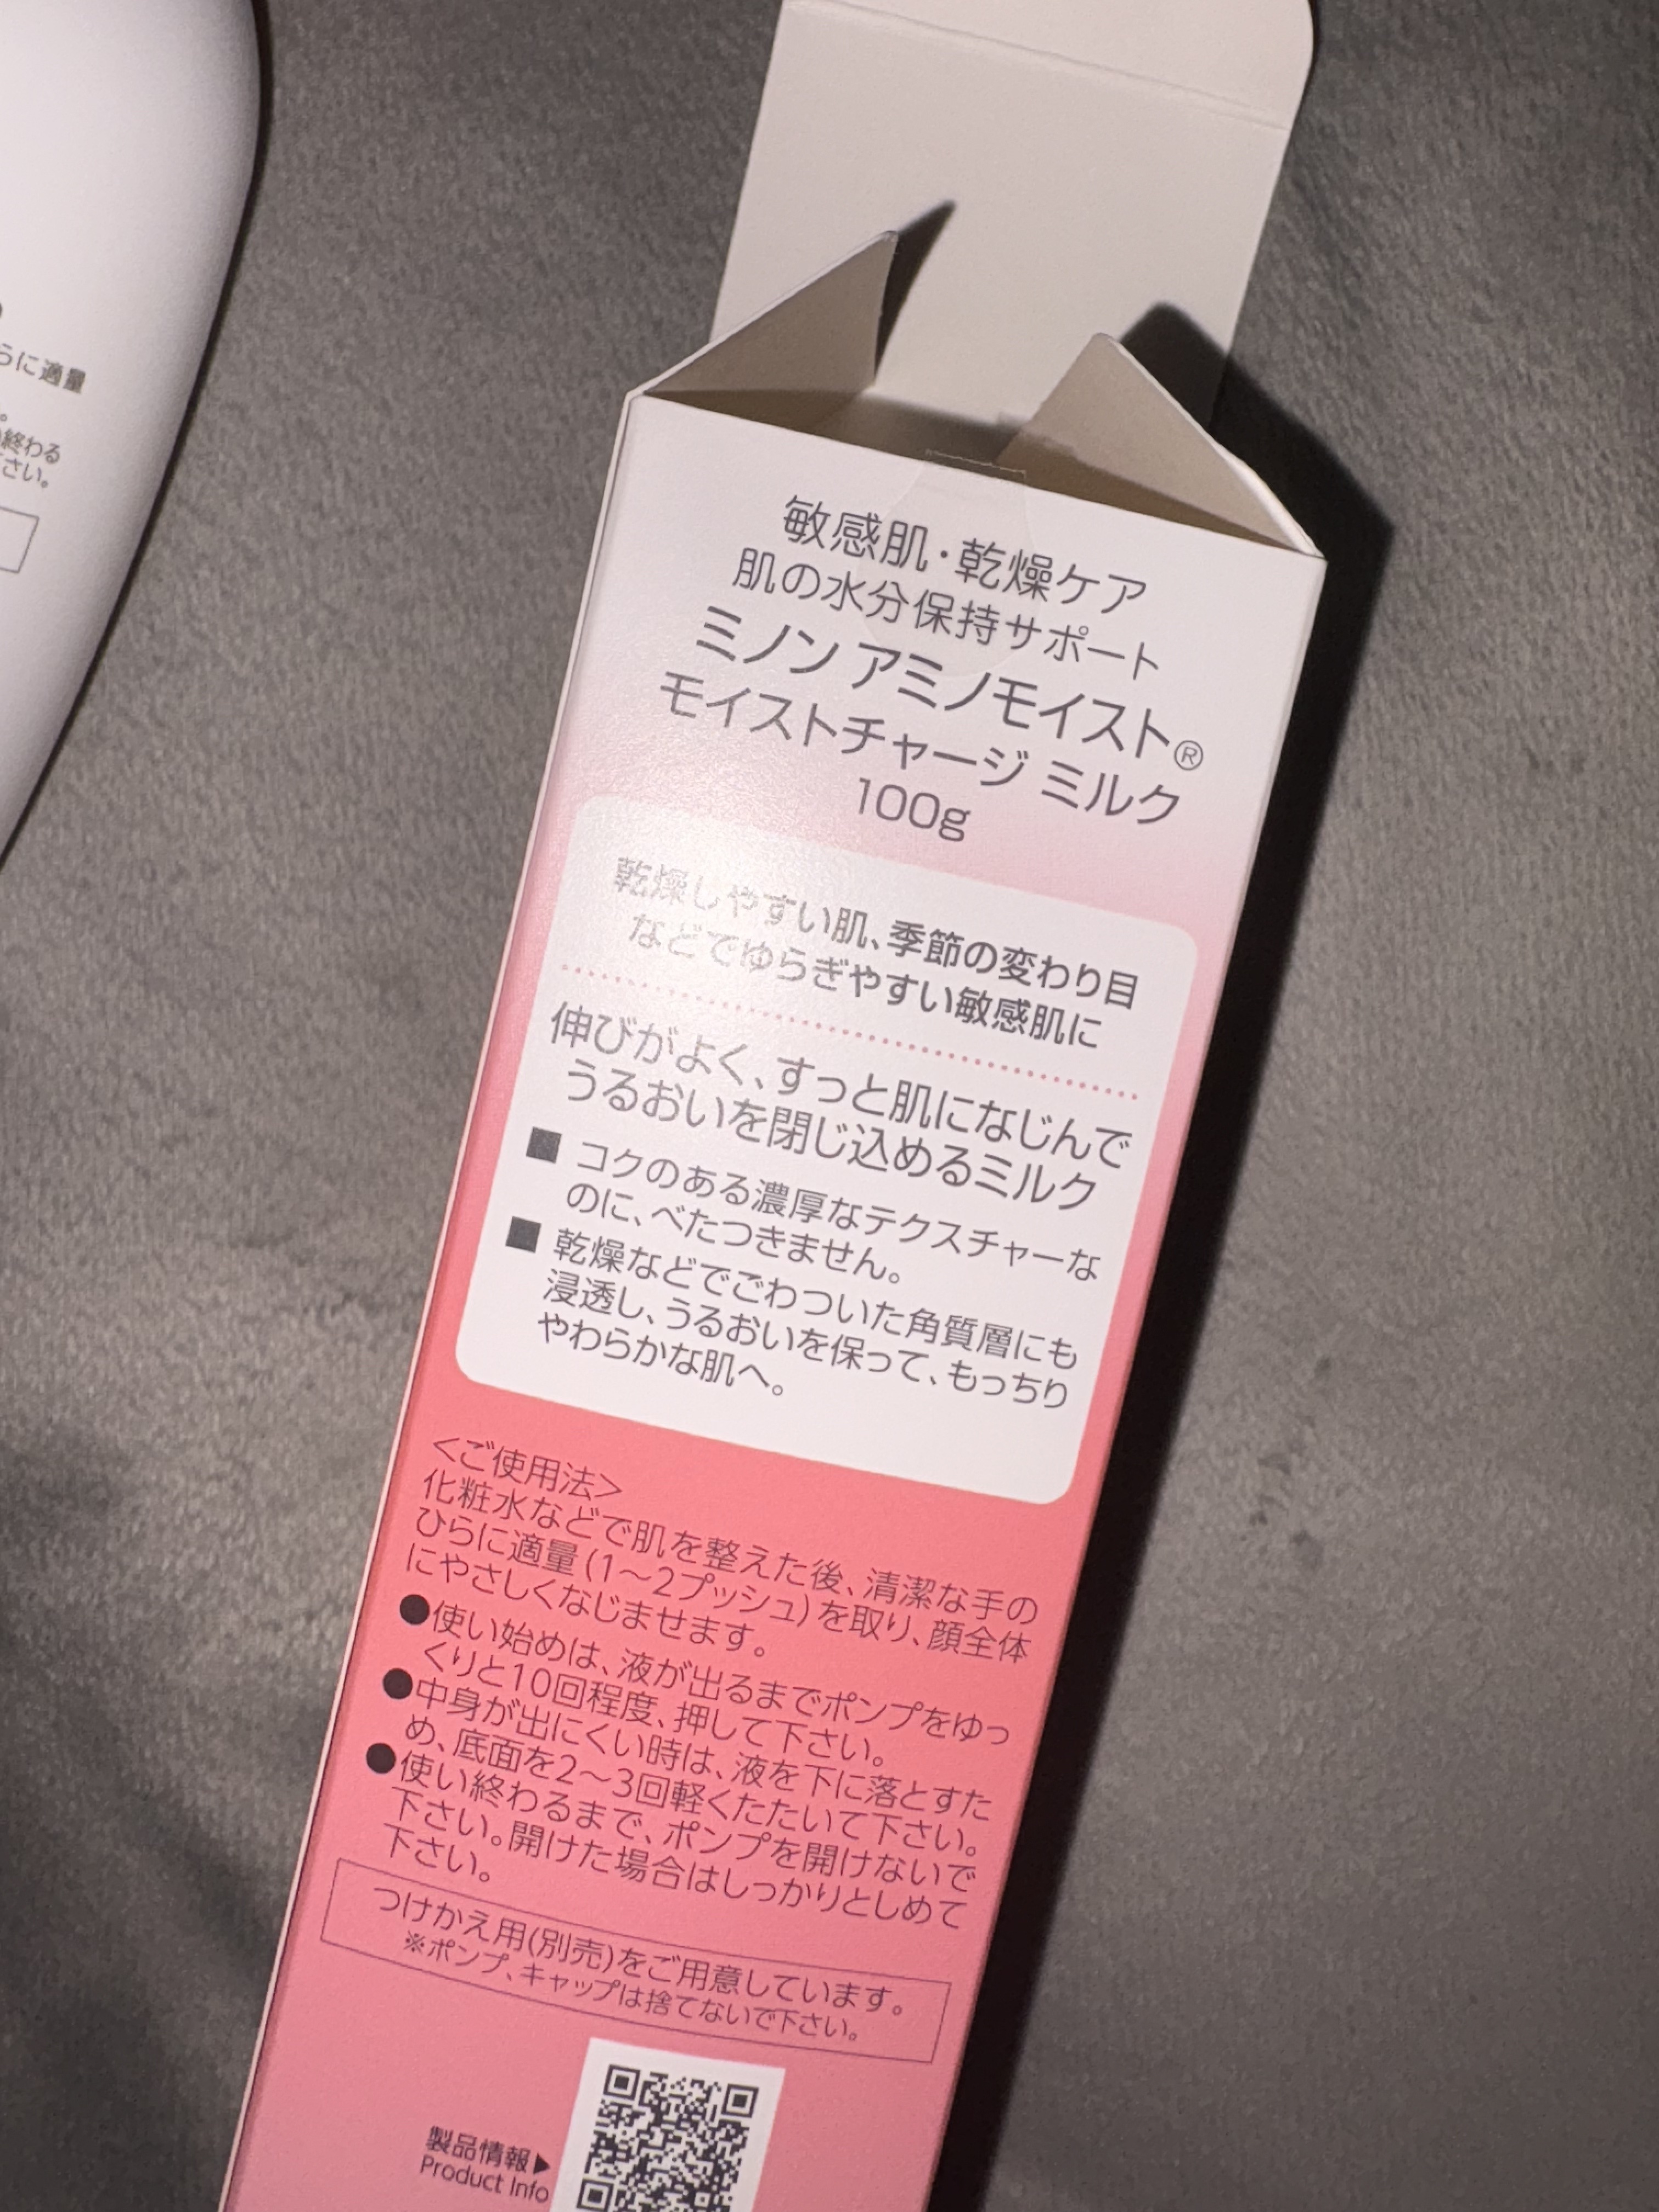 らに適量
。
終わる
さい。
敏感肌・乾燥ケア
肌の水分保持サポート
ミノン アミノモイスト®
モイストチャージ ミルク
100g
乾燥しやすい肌、季節の変わり目
などでゆらぎやすい敏感肌に
伸びがよく、すっと肌になじんで
うるおいを閉じ込めるミルク
■ コクのある濃厚なテクスチャーな
のに、べたつきません。
■ 乾燥などでごわついた角質層にも
浸透し、うるおいを保って、もっちり
やわらかな肌へ。
<ご使用法>
化粧水などで肌を整えた後、清潔な手の
ひらに適量(1～2プッシュ)を取り、顔全体
にやさしくなじませます。
●使い始めは、液が出るまでポンプをゆっ
くりと10回程度、押して下さい。
●中身が出にくい時は、液を下に落とすた
め、底面を2～3回軽くたたいて下さい。
●使い終わるまで、ポンプを開けないで
下さい。開けた場合はしっかりとしめて
下さい。
つけかえ用(別売)をご用意しています。
※ポンプ、キャップは捨てないで下さい。
製品情報▶
Product Info